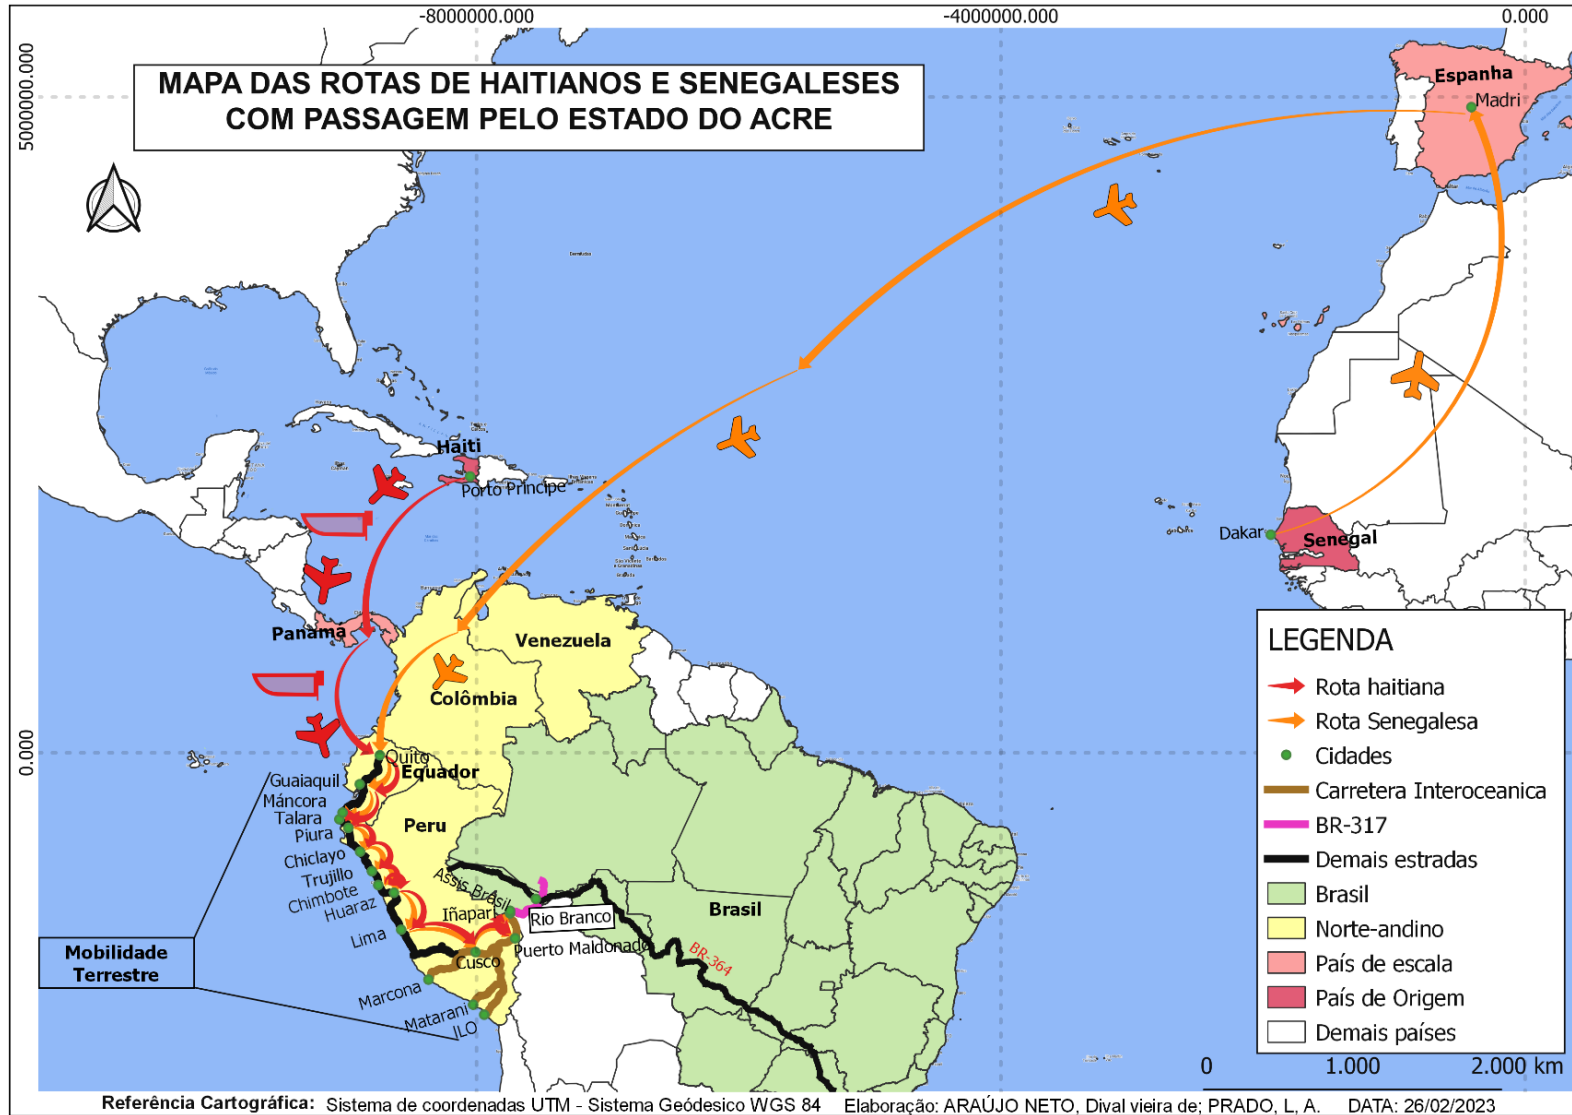 -8000000.000
-4000000.000
0.000
5000000.000
0.000
MAPA DAS ROTAS DE HAITIANOS E SENEGALESES
COM PASSAGEM PELO ESTADO DO ACRE
Espanha
Madri
Haiti
Porto Príncipe
Dakar
Senegal
Panamá
Venezuela
Colômbia
Quito
Equador
Guaiaquil
Máncora
Talara
Piura
Peru
Chiclayo
Trujillo
Chimbote
Huaraz
Assis Brasil
Iñapari
Rio Branco
Brasil
Lima
Puerto Maldonado
Cusco
BR-364
Mobilidade
Terrestre
Marcona
Matarani
ILO
LEGENDA
Rota haitiana
Rota Senegalesa
Cidades
Carretera Interoceanica
BR-317
Demais estradas
Brasil
Norte-andino
País de escala
País de Origem
Demais países
0 1.000 2.000 km
Referência Cartográfica: Sistema de coordenadas UTM - Sistema Geódesico WGS 84 Elaboração: ARAÚJO NETO, Dival vieira de; PRADO, L, A. DATA: 26/02/2023